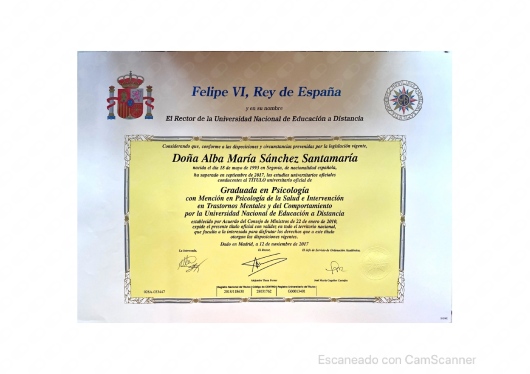 Felipe VI, Rey de España
y en su nombre
El Rector de la Universidad Nacional de Educación a Distancia
Considerando que, conforme a las disposiciones y circunstancias prevenidas por la legislación vigente,
Doña Alba María Sánchez Santamaría
nacida el día 18 de mayo de 1993 en Segovia, de nacionalidad española,
ha superado en septiembre de 2017, los estudios universitarios oficiales
conducentes al TÍTULO universitario oficial de
Graduada en Psicología
con Mención en Psicología de la Salud e Intervención
en Trastornos Mentales y del Comportamiento
por la Universidad Nacional de Educación a Distancia
establecido por Acuerdo del Consejo de Ministros de 22 de enero de 2010,
expide el presente título oficial con validez en todo el territorio nacional,
que faculta a la interesada para disfrutar los derechos que a este título
otorgan las disposiciones vigentes.
Dado en Madrid, a 12 de noviembre de 2017
La interesada, El Rector,
Escaneado con CamScanner